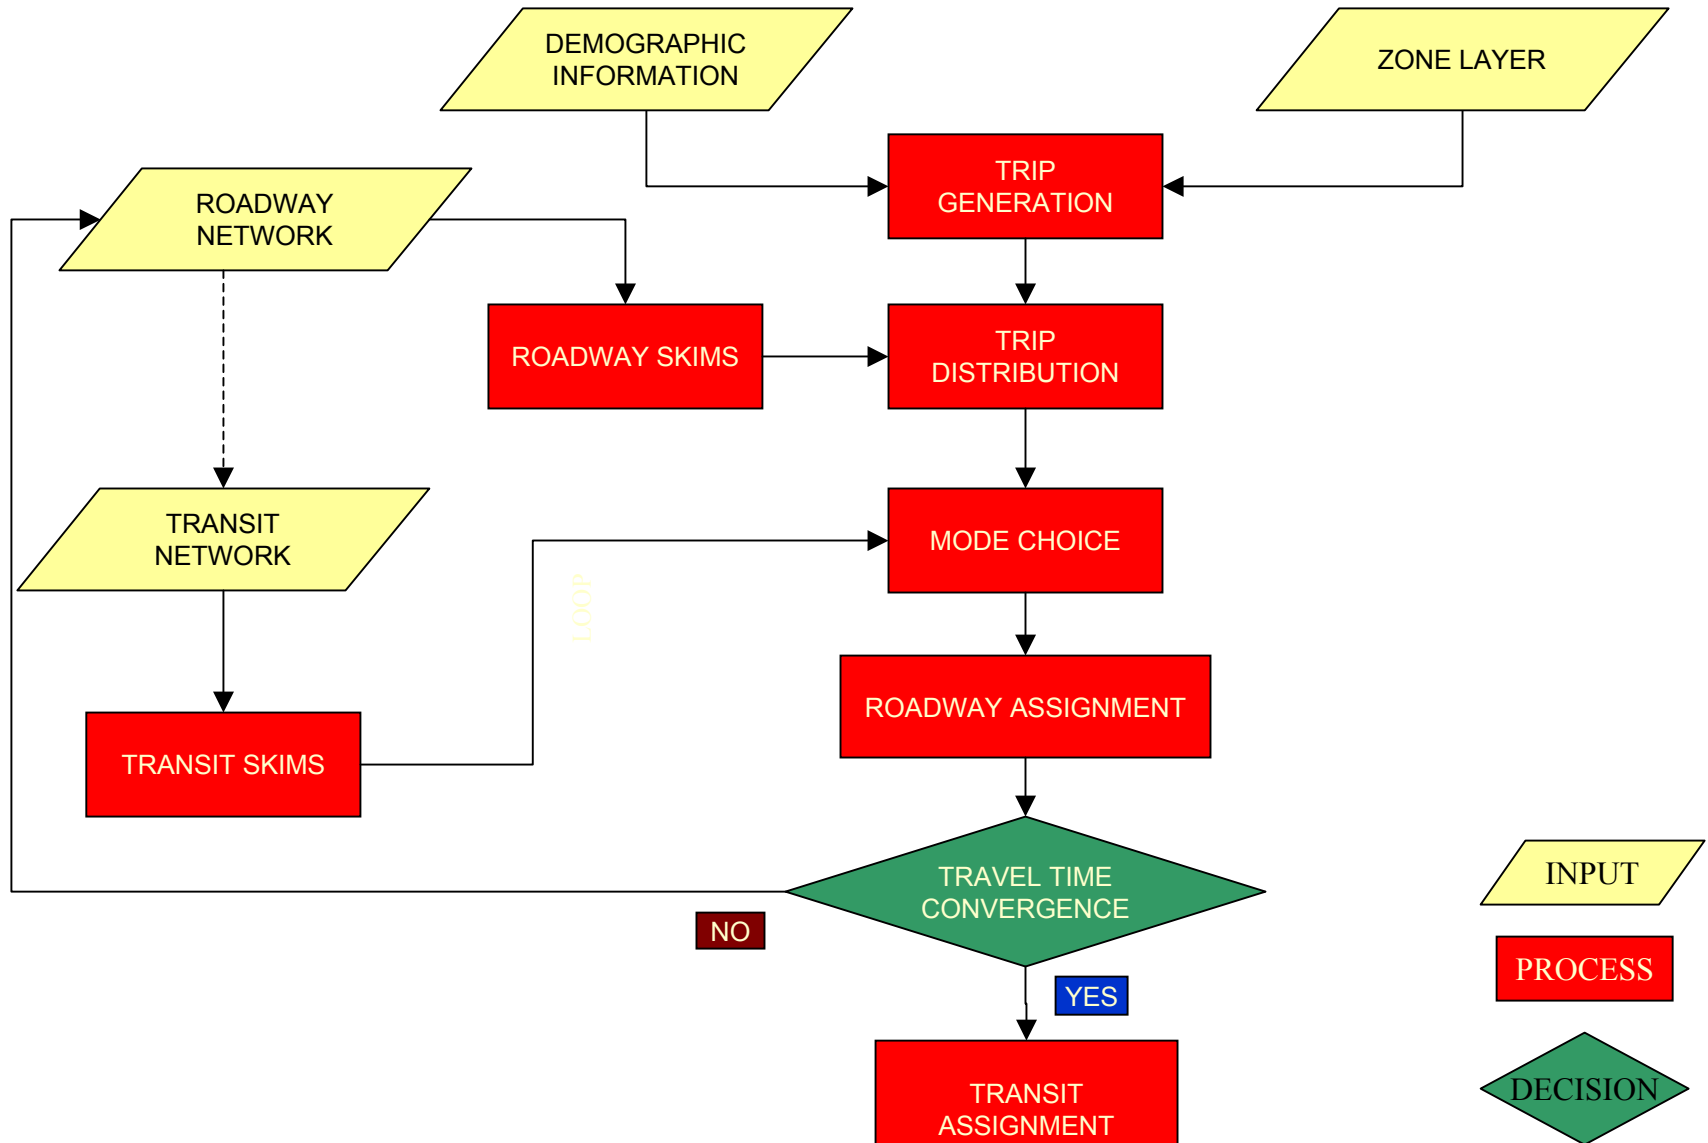 DEMOGRAPHIC
INFORMATION
ZONE LAYER
TRIP
GENERATION
ROADWAY
NETWORK
ROADWAY SKIMS
TRIP
DISTRIBUTION
TRANSIT
NETWORK
MODE CHOICE
LOOP
ROADWAY ASSIGNMENT
TRANSIT SKIMS
TRAVEL TIME
CONVERGENCE
NO
YES
TRANSIT
ASSIGNMENT
INPUT
PROCESS
DECISION